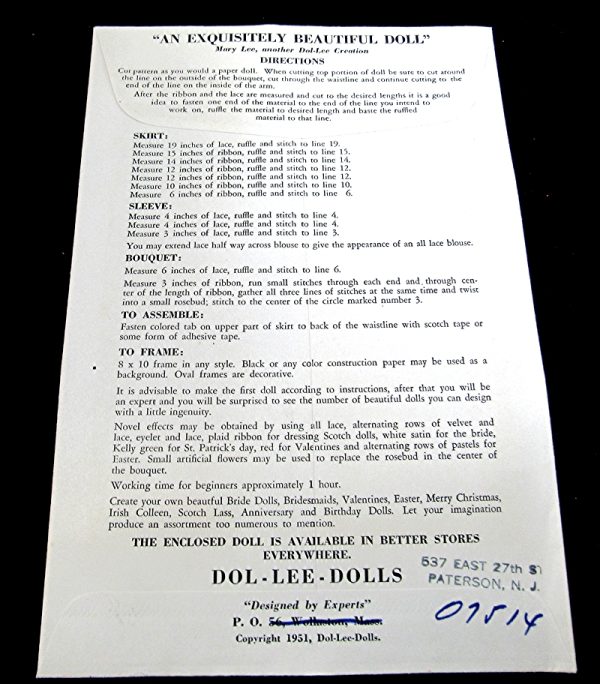 "AN EXQUISITELY BEAUTIFUL DOLL"
Mary Lee, another Dol-Lee Creation
DIRECTIONS
Cut pattern as you would a paper doll. When cutting top portion of doll be sure to cut around
the line on the outside of the bouquet, cut through the waistline and continue cutting to the
end of the line on the inside of the arm.
After the ribbon and the lace are measured and cut to the desired lengths it is a good
idea to fasten one end of the material to the end of the line you intend to
work on, ruffle the material to desired length and baste the ruffled
material to that line.
SKIRT:
Measure 19 inches of lace, ruffle and stitch to line 19.
Measure 15 inches of ribbon, ruffle and stitch to line 15.
Measure 14 inches of ribbon, ruffle and stitch to line 14.
Measure 12 inches of ribbon, ruffle and stitch to line 12.
Measure 12 inches of ribbon, ruffle and stitch to line 12.
Measure 10 inches of ribbon, ruffle and stitch to line 10.
Measure 6 inches of ribbon, ruffle and stitch to line 6.
SLEEVE:
Measure 4 inches of lace, ruffle and stitch to line 4.
Measure 4 inches of lace, ruffle and stitch to line 4.
Measure 3 inches of lace, ruffle and stitch to line 3.
You may extend lace half way across blouse to give the appearance of an all lace blouse.
BOUQUET:
Measure 6 inches of lace, ruffle and stitch to line 6.
Measure 3 inches of ribbon, run small stitches through each end and through cen-
ter of the length of ribbon, gather all three lines of stitches at the same time and twist
into a small rosebud; stitch to the center of the circle marked number 3.
TO ASSEMBLE:
Fasten colored tab on upper part of skirt to back of the waistline with scotch tape or
some form of adhesive tape.
TO FRAME:
8 x 10 frame in any style. Black or any color construction paper may be used as a
background. Oval frames are decorative.
It is advisable to make the first doll according to instructions, after that you will be
an expert and you will be surprised to see the number of beautiful dolls you can design
with a little ingenuity.
Novel effects may be obtained by using all lace, alternating rows of velvet and
lace, eyelet and lace, plaid ribbon for dressing Scotch dolls, white satin for the bride,
Kelly green for St. Patrick's day, red for Valentines and alternating rows of pastels for
Easter. Small artificial flowers may be used to replace the rosebud in the center of
the bouquet.
Working time for beginners approximately 1 hour.
Create your own beautful Bride Dolls, Bridesmaids, Valentines, Easter, Merry Christmas,
Irish Colleen, Scotch Lass, Anniversary and Birthday Dolls. Let your imagination
produce an assortment too numerous to mention.
THE ENCLOSED DOLL IS AVAILABLE IN BETTER STORES
EVERYWHERE.
DOL-LEE-DOLLS
537 EAST 27th ST
PATERSON, N. J.
07514
"Designed by Experts"
P. O. 56, Wollaston, Mass.
Copyright 1951, Dol-Lee-Dolls.